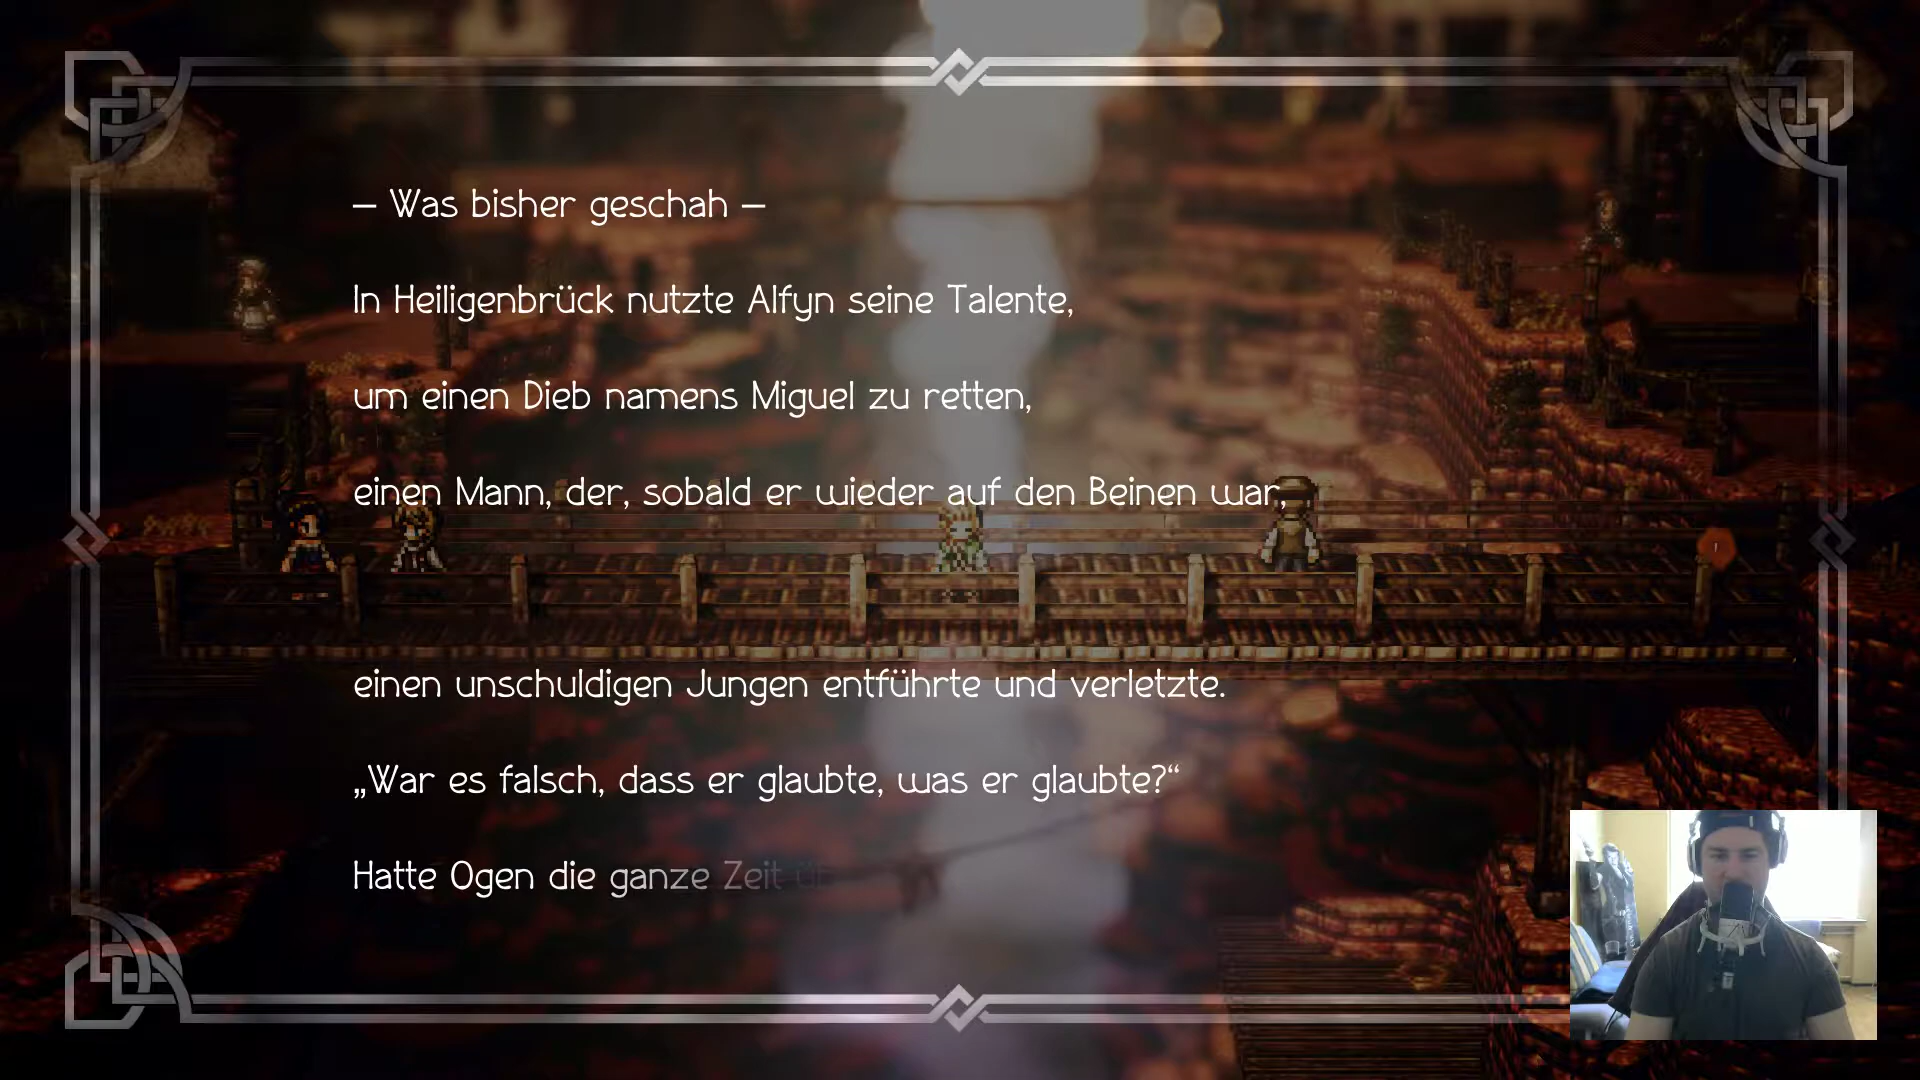 – Was bisher geschah –
In Heiligenbrück nutzte Alfyn seine Talente,
um einen Dieb namens Miguel zu retten,
einen Mann, der, sobald er wieder auf den Beinen war,
einen unschuldigen Jungen entführte und verletzte.
„War es falsch, dass er glaubte, was er glaubte?“
Hatte Ogen die ganze Zeit